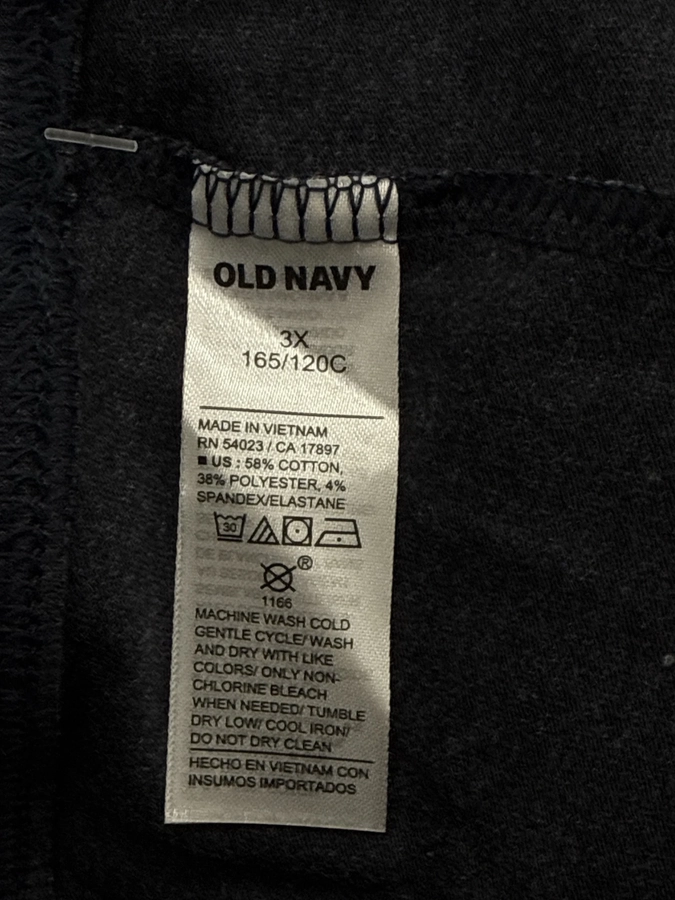 OLD NAVY
3X
165/120C
MADE IN VIETNAM
RN 54023 / CA 17897
■ US : 58% COTTON,
38% POLYESTER, 4%
SPANDEX/ELASTANE
30
®
1166
MACHINE WASH COLD
GENTLE CYCLE/ WASH
AND DRY WITH LIKE
COLORS/ ONLY NON-
CHLORINE BLEACH
WHEN NEEDED/ TUMBLE
DRY LOW/ COOL IRON/
DO NOT DRY CLEAN
HECHO EN VIETNAM CON
INSUMOS IMPORTADOS